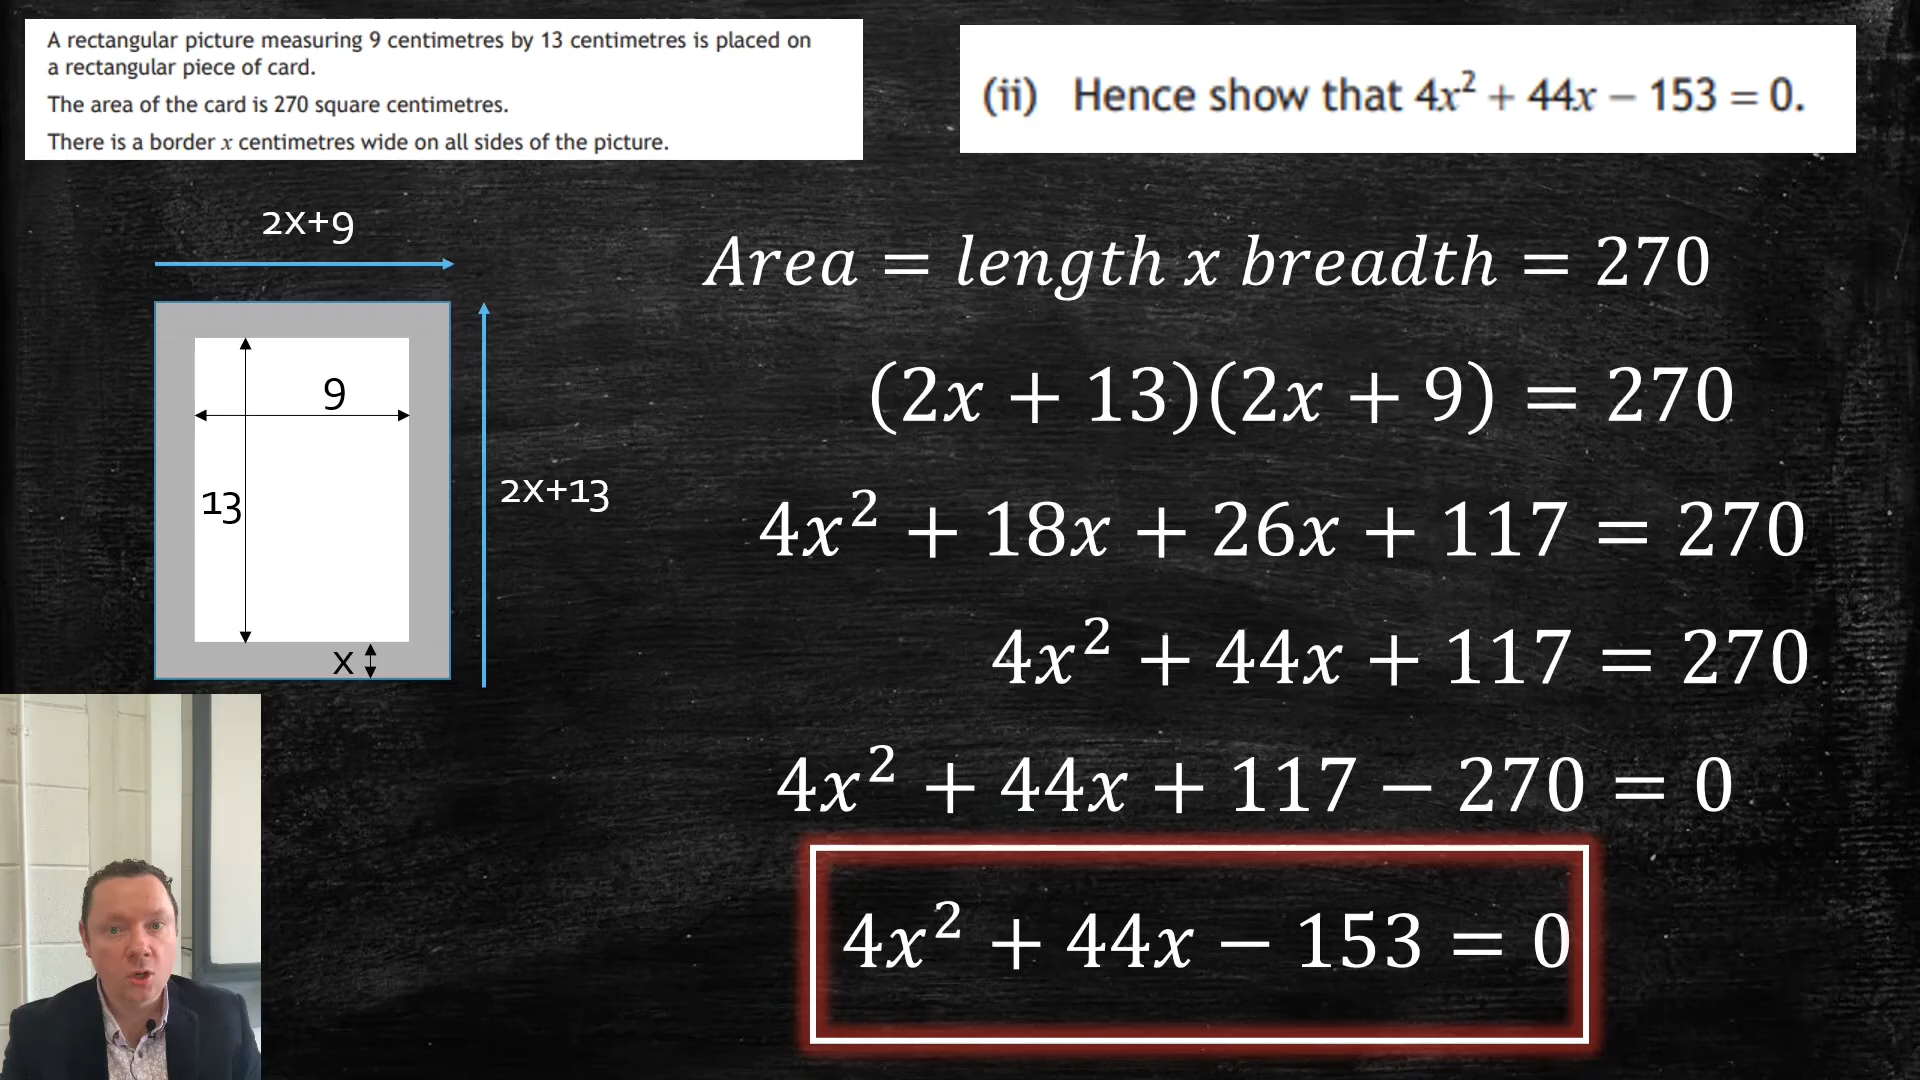 A rectangular picture measuring 9 centimetres by 13 centimetres is placed on
a rectangular piece of card.
The area of the card is 270 square centimetres.
There is a border x centimetres wide on all sides of the picture.
(ii) Hence show that 4x² + 44x − 153 = 0.
2x+9
9
13
x
2x+13
Area = length x breadth = 270
(2x + 13)(2x + 9) = 270
4x² + 18x + 26x + 117 = 270
4x² + 44x + 117 = 270
4x² + 44x + 117 − 270 = 0
4x² + 44x − 153 = 0